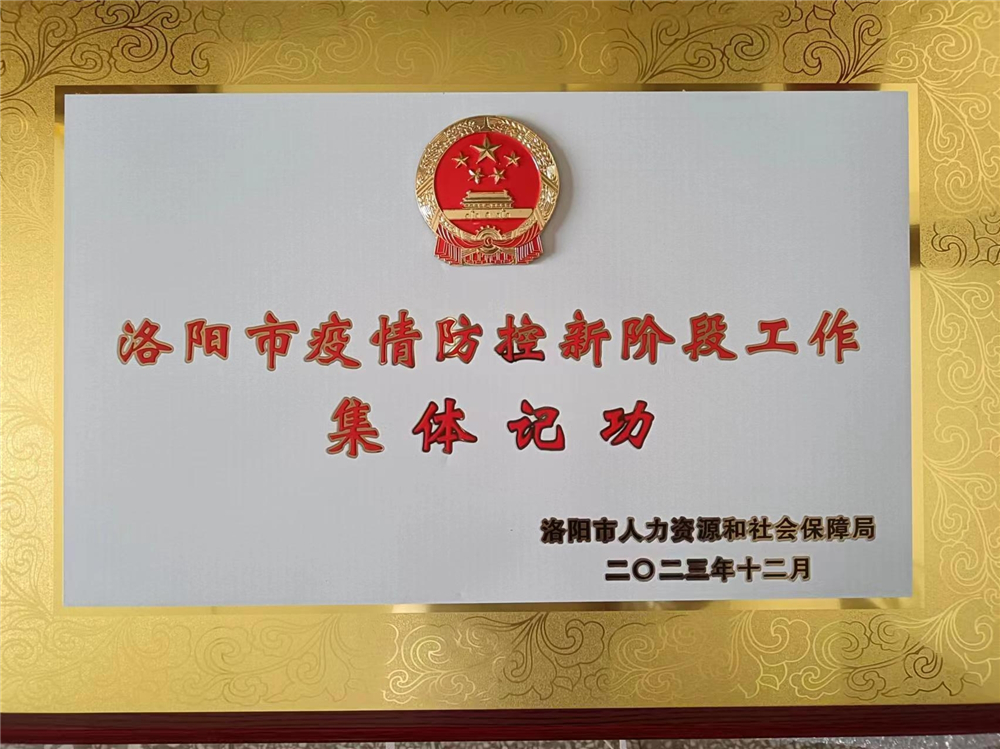 洛阳市疫情防控新阶段工作
集体记功
洛阳市人力资源和社会保障局
二〇二三年十二月